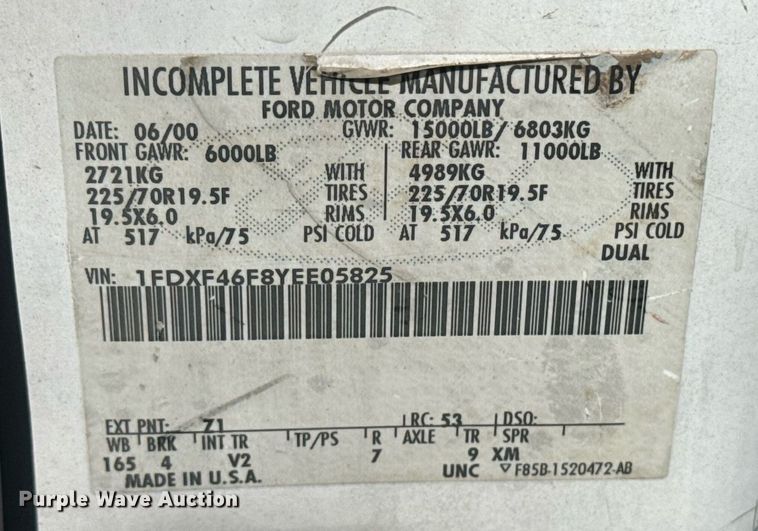 INCOMPLETE VEHICLE MANUFACTURED BY
FORD MOTOR COMPANY
DATE: 06/00 GVWR: 15000LB/ 6803KG
FRONT GAWR: 6000LB REAR GAWR: 11000LB
2721KG WITH 4989KG WITH
225/70R19.5F TIRES 225/70R19.5F TIRES
19.5X6.0 RIMS 19.5X6.0 RIMS
AT 517 kPa/75 PSI COLD AT 517 kPa/75 PSI COLD
DUAL
VIN: 1FDXF46F8YEE05825
EXT PNT: 71 RC: 53 DSO:
WB BRK INT TR TP/PS R AXLE TR SPR
165 4 V2 7 9 XM
MADE IN U.S.A. UNC ▽ F85B-1520472-AB
Purple Wave Auction